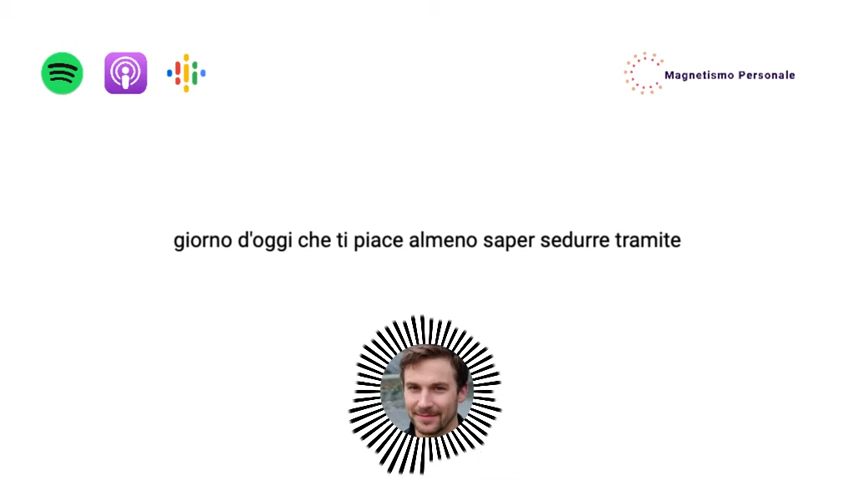 Magnetismo Personale
giorno d'oggi che ti piace almeno saper sedurre tramite